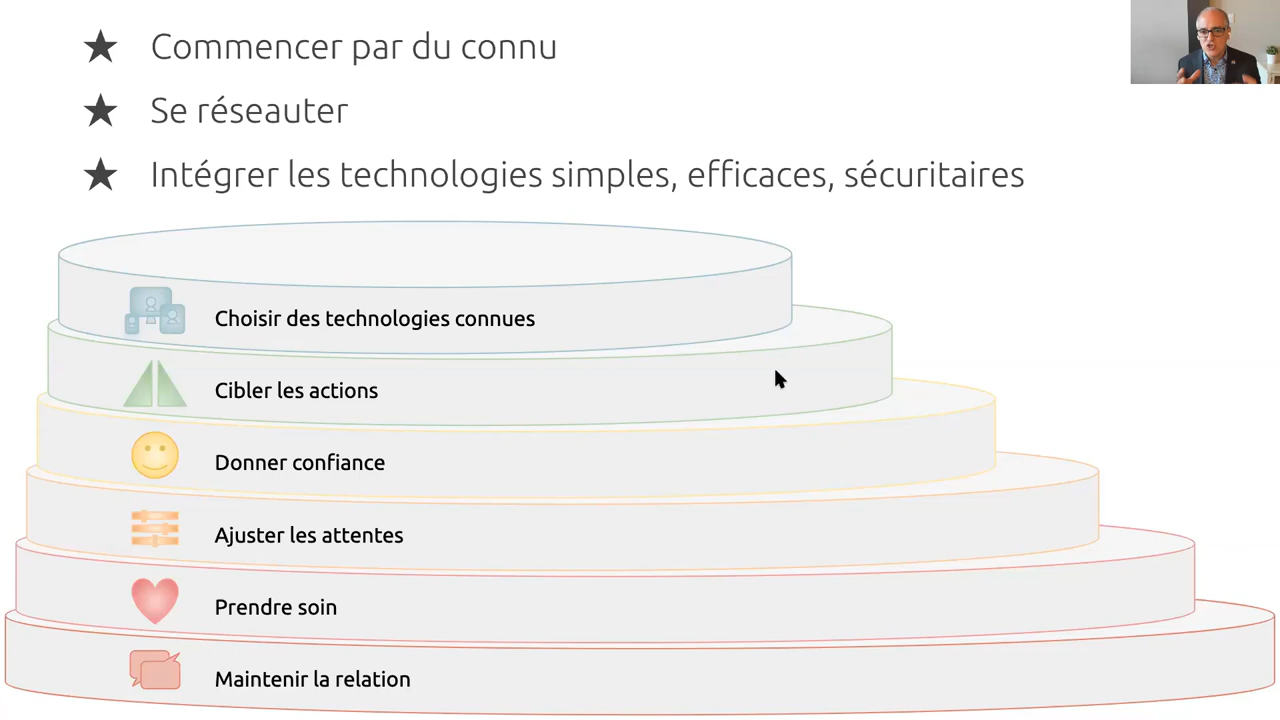 Commencer par du connu
Se réseauter
Intégrer les technologies simples, efficaces, sécuritaires
Choisir des technologies connues
Cibler les actions
Donner confiance
Ajuster les attentes
Prendre soin
Maintenir la relation